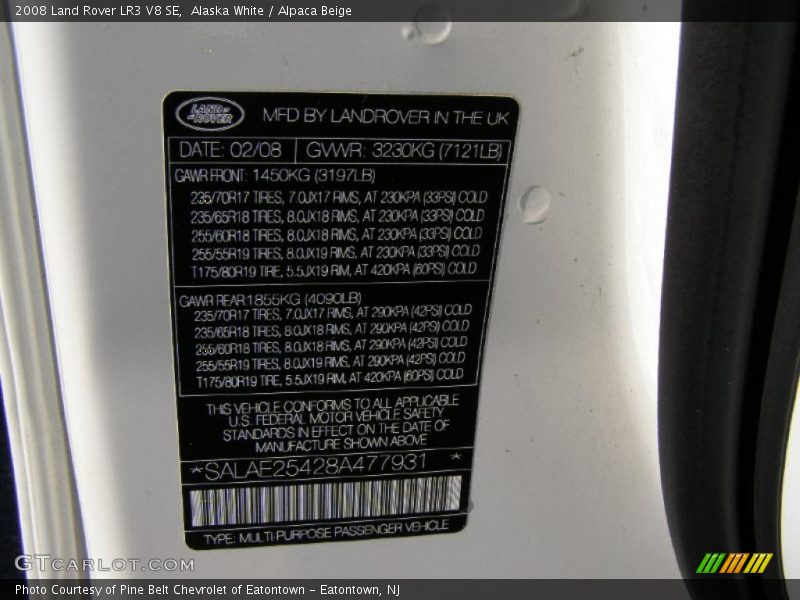 2008 Land Rover LR3 V8 SE, Alaska White / Alpaca Beige
LAND ROVER
MFD BY LANDROVER IN THE UK
DATE: 02/08 GVWR: 3230KG (7121LB)
GAWR FRONT: 1450KG (3197LB)
235/70R17 TIRES, 7.0JX17 RIMS, AT 230KPA (33PSI) COLD
235/65R18 TIRES, 8.0JX18 RIMS, AT 230KPA (33PSI) COLD
255/60R18 TIRES, 8.0JX18 RIMS, AT 230KPA (33PSI) COLD
255/55R19 TIRES, 8.0JX19 RIMS, AT 230KPA (33PSI) COLD
T175/80R19 TIRE, 5.5JX19 RIM, AT 420KPA (60PSI) COLD
GAWR REAR:1855KG (4090LB)
235/70R17 TIRES, 7.0JX17 RIMS, AT 290KPA (42PSI) COLD
235/65R18 TIRES, 8.0JX18 RIMS, AT 290KPA (42PSI) COLD
255/60R18 TIRES, 8.0JX18 RIMS, AT 290KPA (42PSI) COLD
255/55R19 TIRES, 8.0JX19 RIMS, AT 290KPA (42PSI) COLD
T175/80R19 TIRE, 5.5JX19 RIM, AT 420KPA (60PSI) COLD
THIS VEHICLE CONFORMS TO ALL APPLICABLE
U.S. FEDERAL MOTOR VEHICLE SAFETY
STANDARDS IN EFFECT ON THE DATE OF
MANUFACTURE SHOWN ABOVE
*SALAE25428A477931 *
TYPE: MULTI-PURPOSE PASSENGER VEHICLE
GTcarlot.com
Photo Courtesy of Pine Belt Chevrolet of Eatontown - Eatontown, NJ